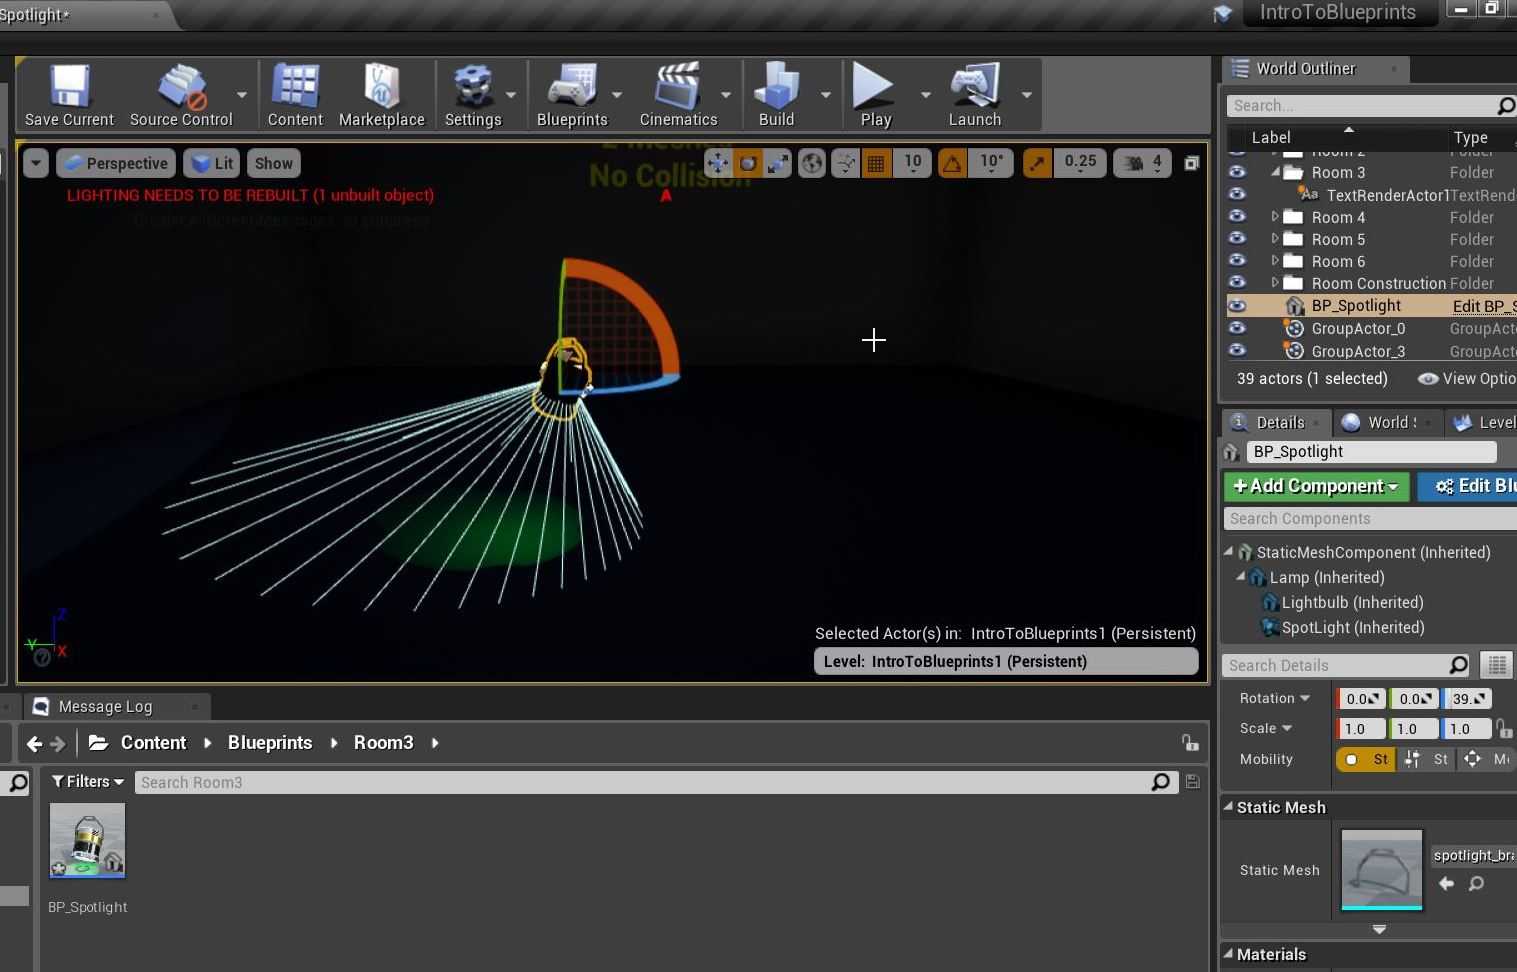 Spotlight*
IntroToBlueprints
Save Current
Source Control
Content
Marketplace
Settings
Blueprints
Cinematics
Build
Play
Launch
Perspective
Lit
Show
10
10°
0.25
4
No Collision
LIGHTING NEEDS TO BE REBUILT (1 unbuilt object)
A
Z
Y
X
Selected Actor(s) in: IntroToBlueprints1 (Persistent)
Level: IntroToBlueprints1 (Persistent)
World Outliner
Search...
Label
Type
Room 2
Room 3
Folder
TextRenderActor1
TextRend
Room 4
Folder
Room 5
Folder
Room 6
Folder
Room Construction
Folder
BP_Spotlight
Edit BP_S
GroupActor_0
GroupAct
GroupActor_3
GroupAct
39 actors (1 selected)
View Optio
Details
World S
Level
BP_Spotlight
+Add Component
Edit Blu
Search Components
StaticMeshComponent (Inherited)
Lamp (Inherited)
Lightbulb (Inherited)
SpotLight (Inherited)
Search Details
Rotation
0.0
0.0
39.
Scale
1.0
1.0
1.0
Mobility
St
St
M
Static Mesh
Static Mesh
spotlight_bra
Materials
Message Log
Content
Blueprints
Room3
Filters
Search Room3
BP_Spotlight